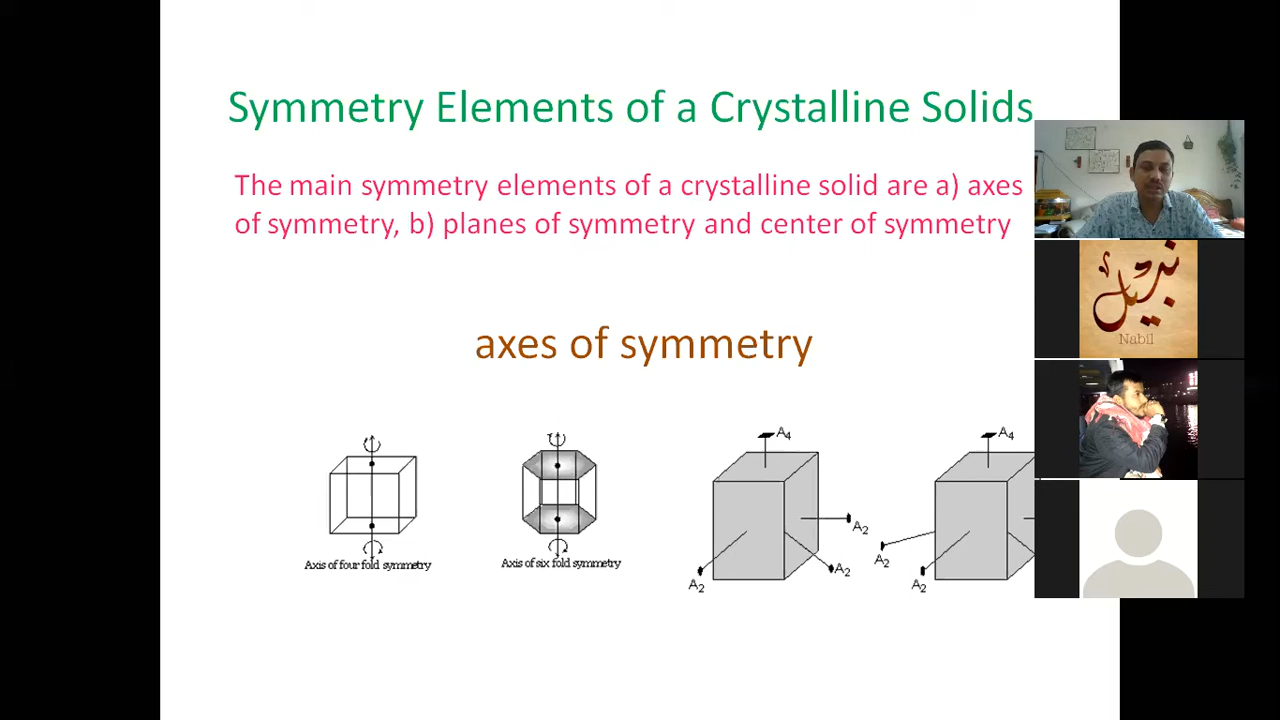 Symmetry Elements of a Crystalline Solids
The main symmetry elements of a crystalline solid are a) axes
of symmetry, b) planes of symmetry and center of symmetry
axes of symmetry
نبيل
Nabil
A4
A4
A2
A2
A2
A2
A2
A2
Axis of four fold symmetry
Axis of six fold symmetry